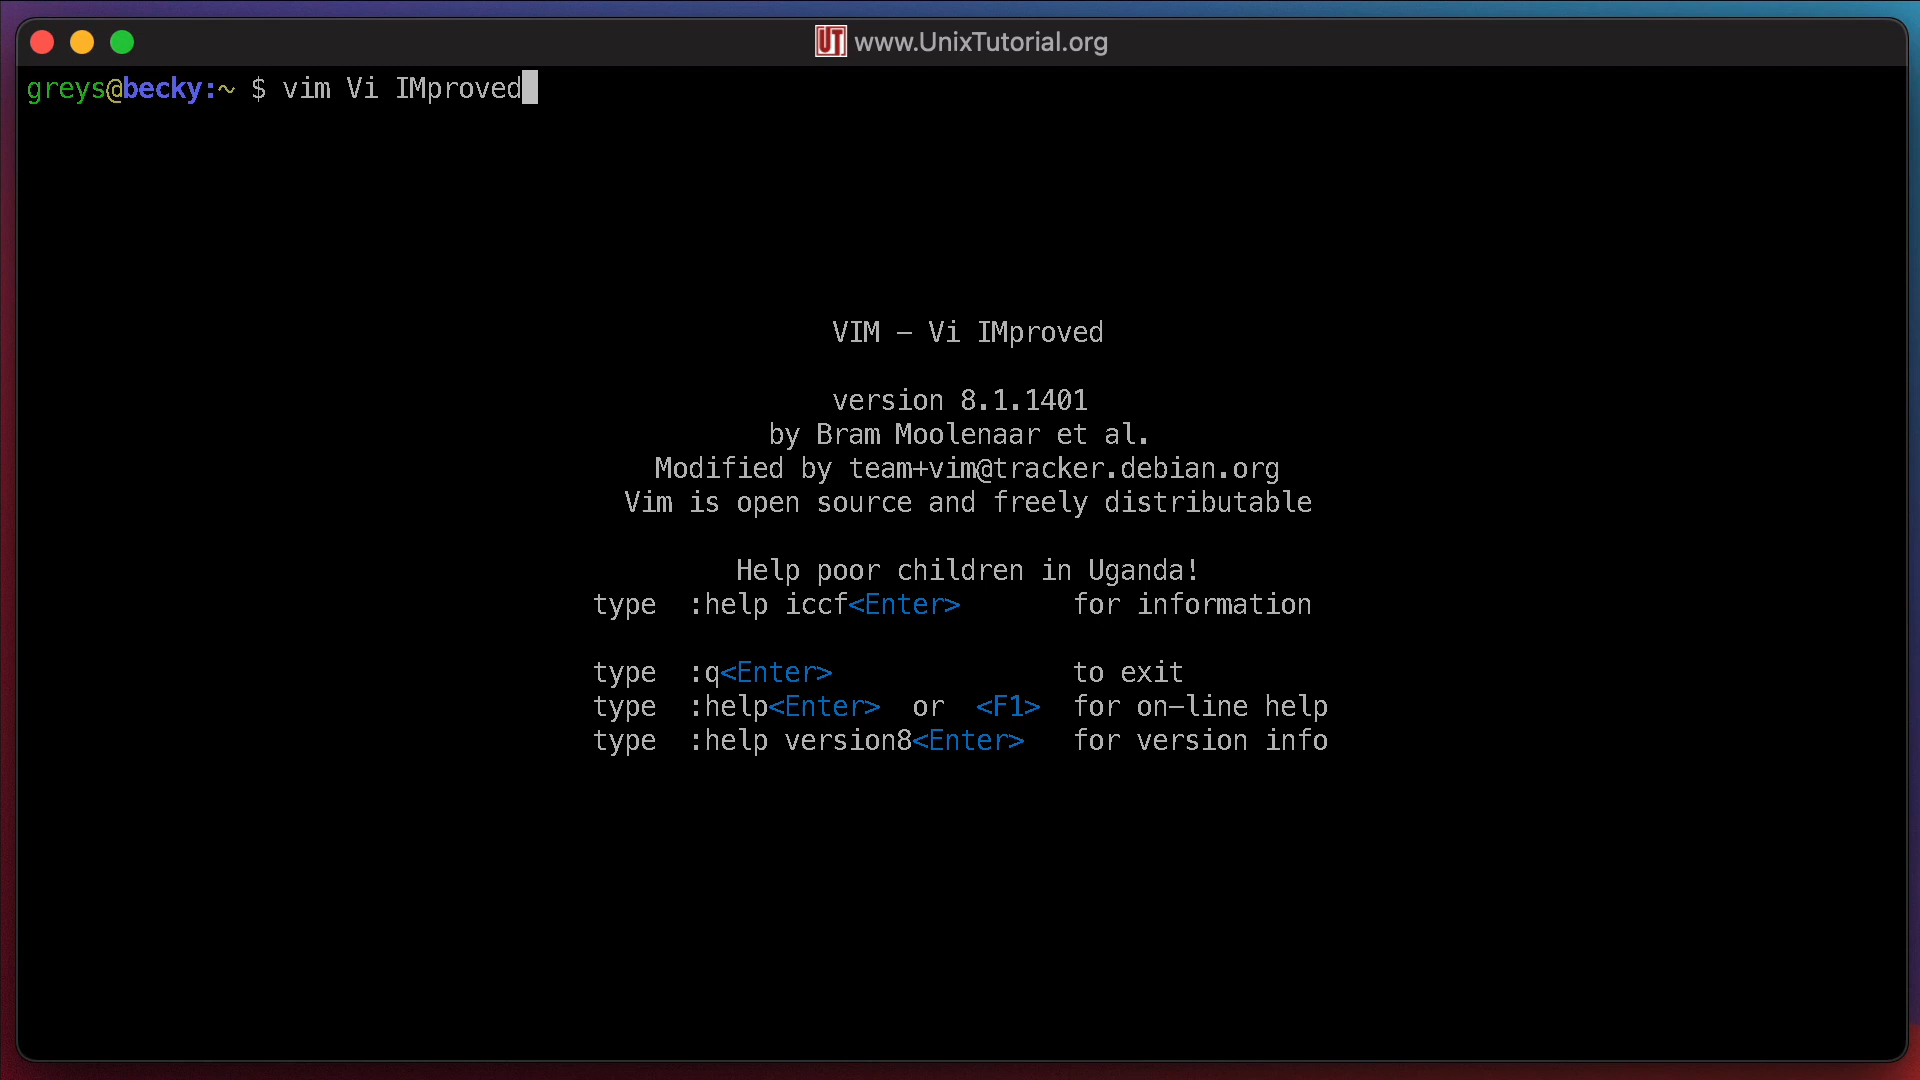 UT www.UnixTutorial.org
greys@becky:~ $ vim Vi IMproved
VIM - Vi IMproved
version 8.1.1401
by Bram Moolenaar et al.
Modified by team+vim@tracker.debian.org
Vim is open source and freely distributable
Help poor children in Uganda!
type  :help iccf<Enter>       for information
type  :q<Enter>               to exit
type  :help<Enter>  or  <F1>  for on-line help
type  :help version8<Enter>   for version info